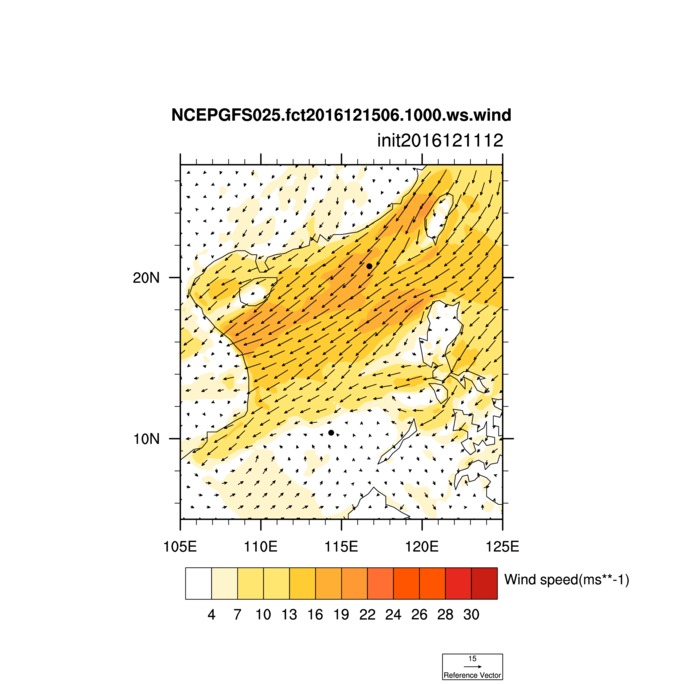 NCEPGFS025.fct2016121506.1000.ws.wind
init2016121112
20N
10N
105E 110E 115E 120E 125E
4 7 10 13 16 19 22 24 26 28 30
Wind speed(ms**-1)
15
Reference Vector